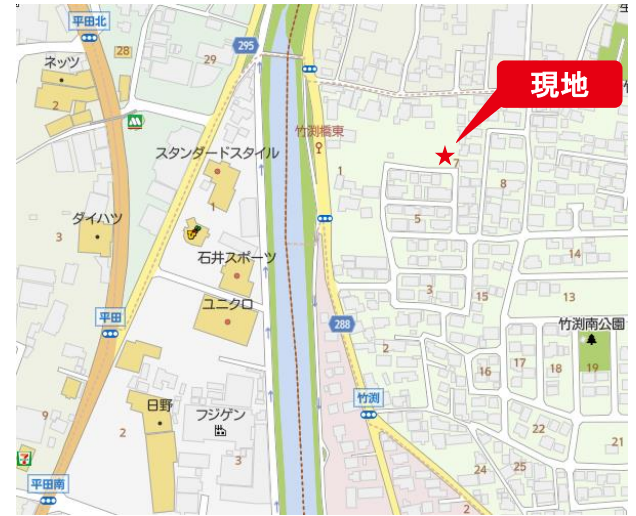 平田北
ネッツ
2
28
29
295
現地
竹渕橋東
スタンダードスタイル
1
1
7
8
5
ダイハツ
3
石井スポーツ
14
3
15
13
ユニクロ
平田
288
竹渕南公園
2
16
17
18
19
日野
フジゲン
竹渕
9
2
3
22
21
7
24
25
平田南
2